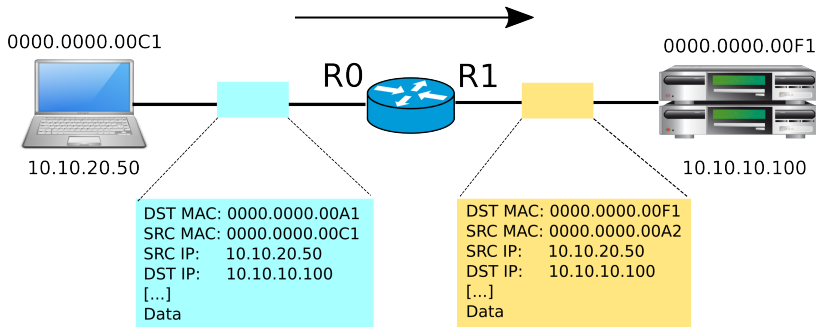 0000.0000.00C1
0000.0000.00F1
R0
R1
10.10.20.50
10.10.10.100
DST MAC: 0000.0000.00A1
SRC MAC: 0000.0000.00C1
SRC IP: 10.10.20.50
DST IP: 10.10.10.100
[...]
Data
DST MAC: 0000.0000.00F1
SRC MAC: 0000.0000.00A2
SRC IP: 10.10.20.50
DST IP: 10.10.10.100
[...]
Data